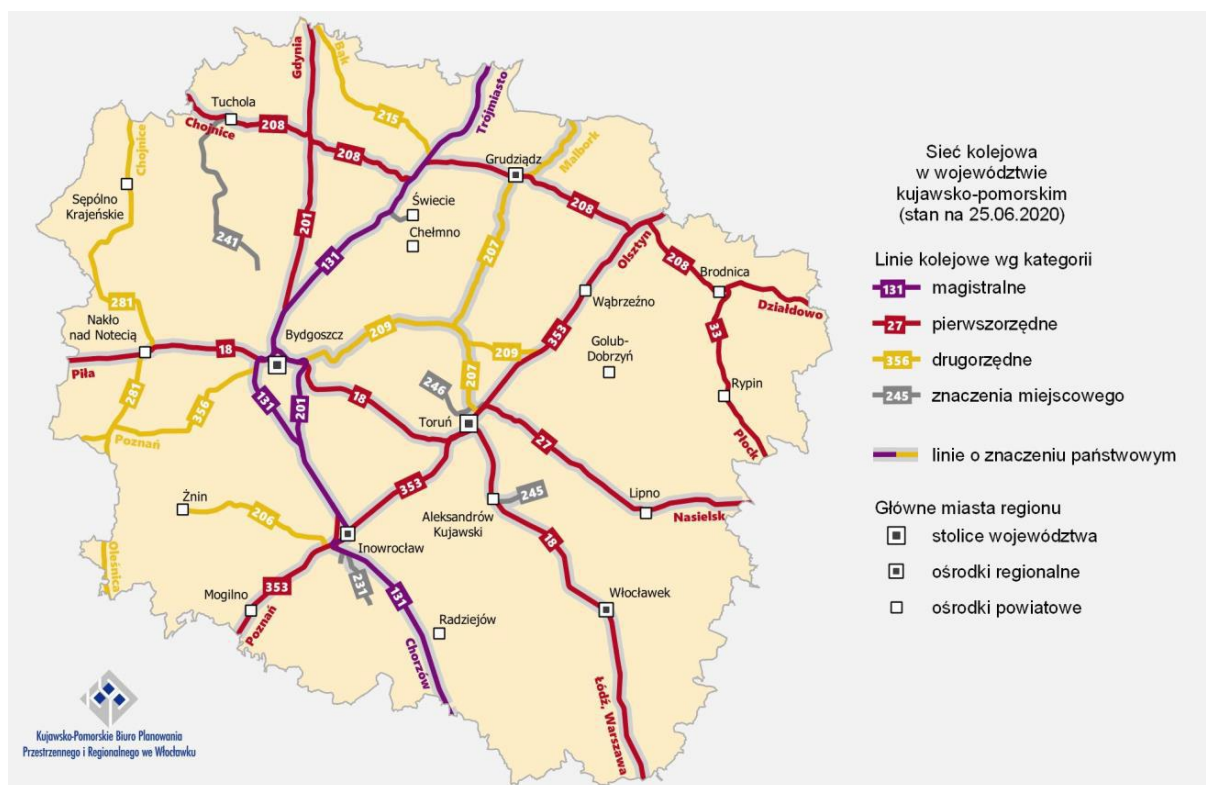 Gdynia
Bąk
Trójmiasto
Tuchola
Chojnice
208
215
Chojnice
208
Grudziądz
Malbork
Sępólno
Krajeńskie
Świecie
Chełmno
208
201
241
131
207
Olsztyn
208
Brodnica
Działdowo
281
Nakło
nad Notecią
Bydgoszcz
209
Wąbrzeźno
353
209
Golub-
Dobrzyń
33
18
Piła
281
356
131
201
18
246
207
Toruń
Rypin
Poznań
27
Płock
Żnin
206
353
245
Lipno
Nasielsk
Aleksandrów
Kujawski
18
Oleśnica
Inowrocław
231
353
131
Mogilno
Poznań
Radziejów
Włocławek
Chorzów
Łódź, Warszawa
Kujawsko-Pomorskie Biuro Planowania
Przestrzennego i Regionalnego we Włocławku
Sieć kolejowa
w województwie
kujawsko-pomorskim
(stan na 25.06.2020)
Linie kolejowe wg kategorii
131 magistralne
27 pierwszorzędne
356 drugorzędne
245 znaczenia miejscowego
linie o znaczeniu państwowym
Główne miasta regionu
stolice województwa
ośrodki regionalne
ośrodki powiatowe